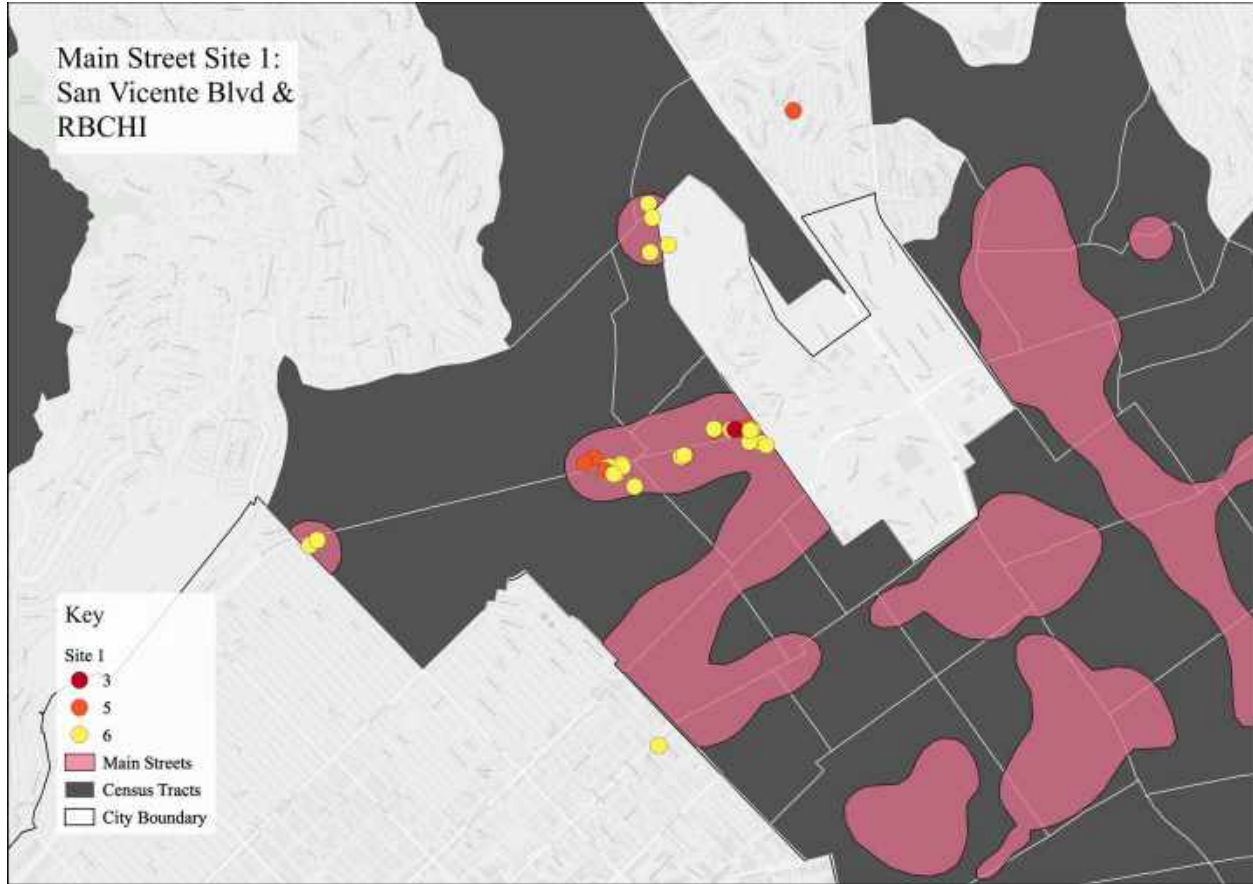 Main Street Site 1:
San Vicente Blvd &
RBCHI
Key
Site 1
3
5
6
Main Streets
Census Tracts
City Boundary